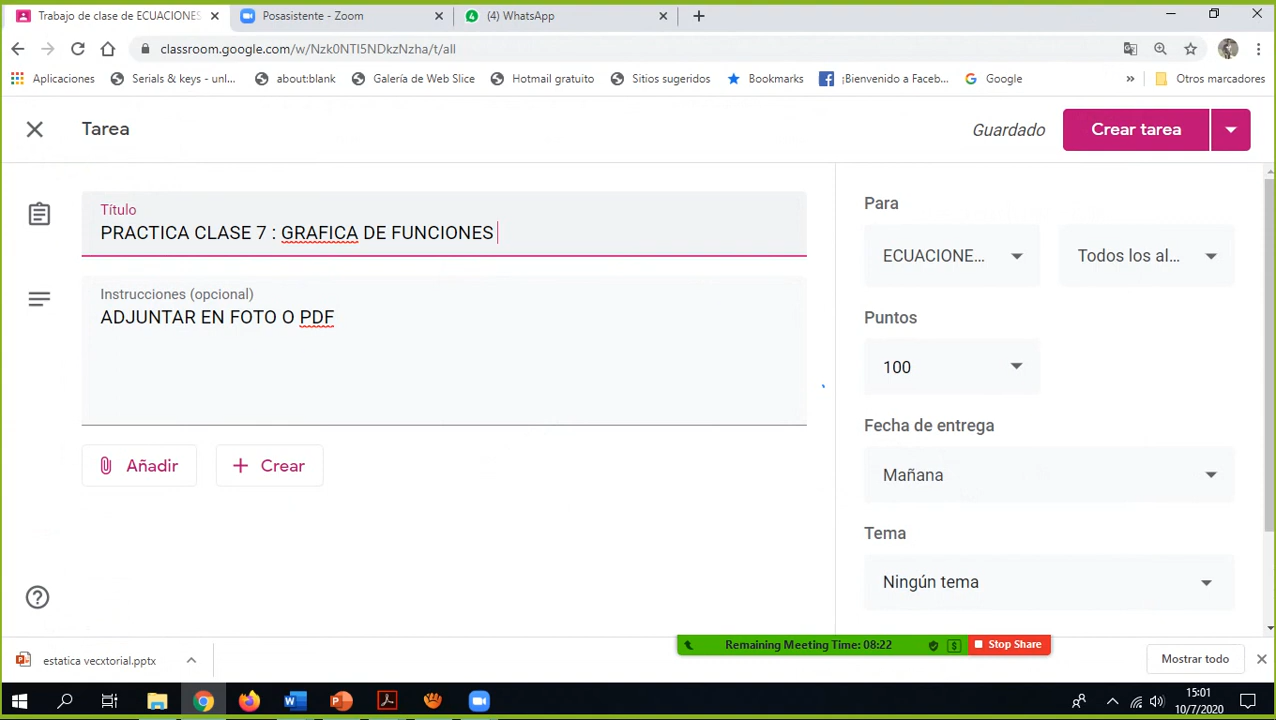 Trabajo de clase de ECUACIONES
Posasistente - Zoom
(4) WhatsApp
classroom.google.com/w/Nzk0NTI5NDkzNzha/t/all
Aplicaciones
Serials & keys - unl...
about:blank
Galería de Web Slice
Hotmail gratuito
Sitios sugeridos
Bookmarks
¡Bienvenido a Faceb...
Google
»
Otros marcadores
Tarea
Guardado
Crear tarea
Título
PRACTICA CLASE 7 : GRAFICA DE FUNCIONES
Instrucciones (opcional)
ADJUNTAR EN FOTO O PDF
Añadir
Crear
Para
ECUACIONE...
Todos los al...
Puntos
100
Fecha de entrega
Mañana
Tema
Ningún tema
Remaining Meeting Time: 08:22
Stop Share
estatica vecxtorial.pptx
Mostrar todo
15:01
10/7/2020